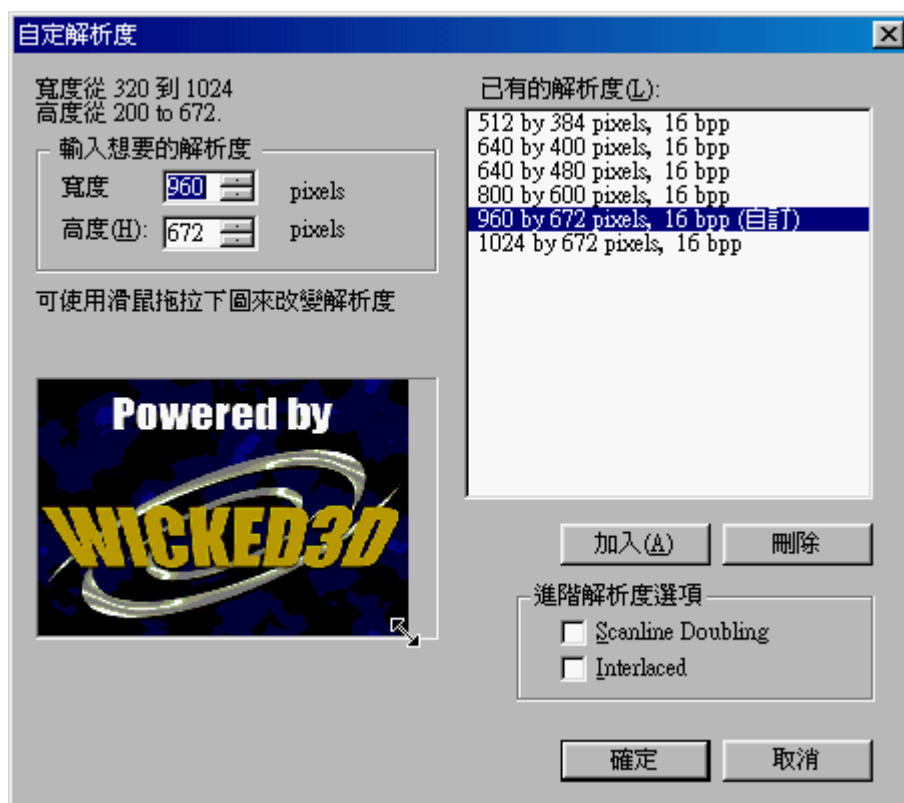 自定解析度
寬度從 320 到 1024
高度從 200 to 672.
輸入想要的解析度
寬度 960 pixels
高度(H): 672 pixels
可使用滑鼠拖拉下圖來改變解析度
Powered by
WICKED3D
已有的解析度(L):
512 by 384 pixels, 16 bpp
640 by 400 pixels, 16 bpp
640 by 480 pixels, 16 bpp
800 by 600 pixels, 16 bpp
960 by 672 pixels, 16 bpp (自訂)
1024 by 672 pixels, 16 bpp
加入(A) 刪除
進階解析度選項
Scanline Doubling
Interlaced
確定 取消